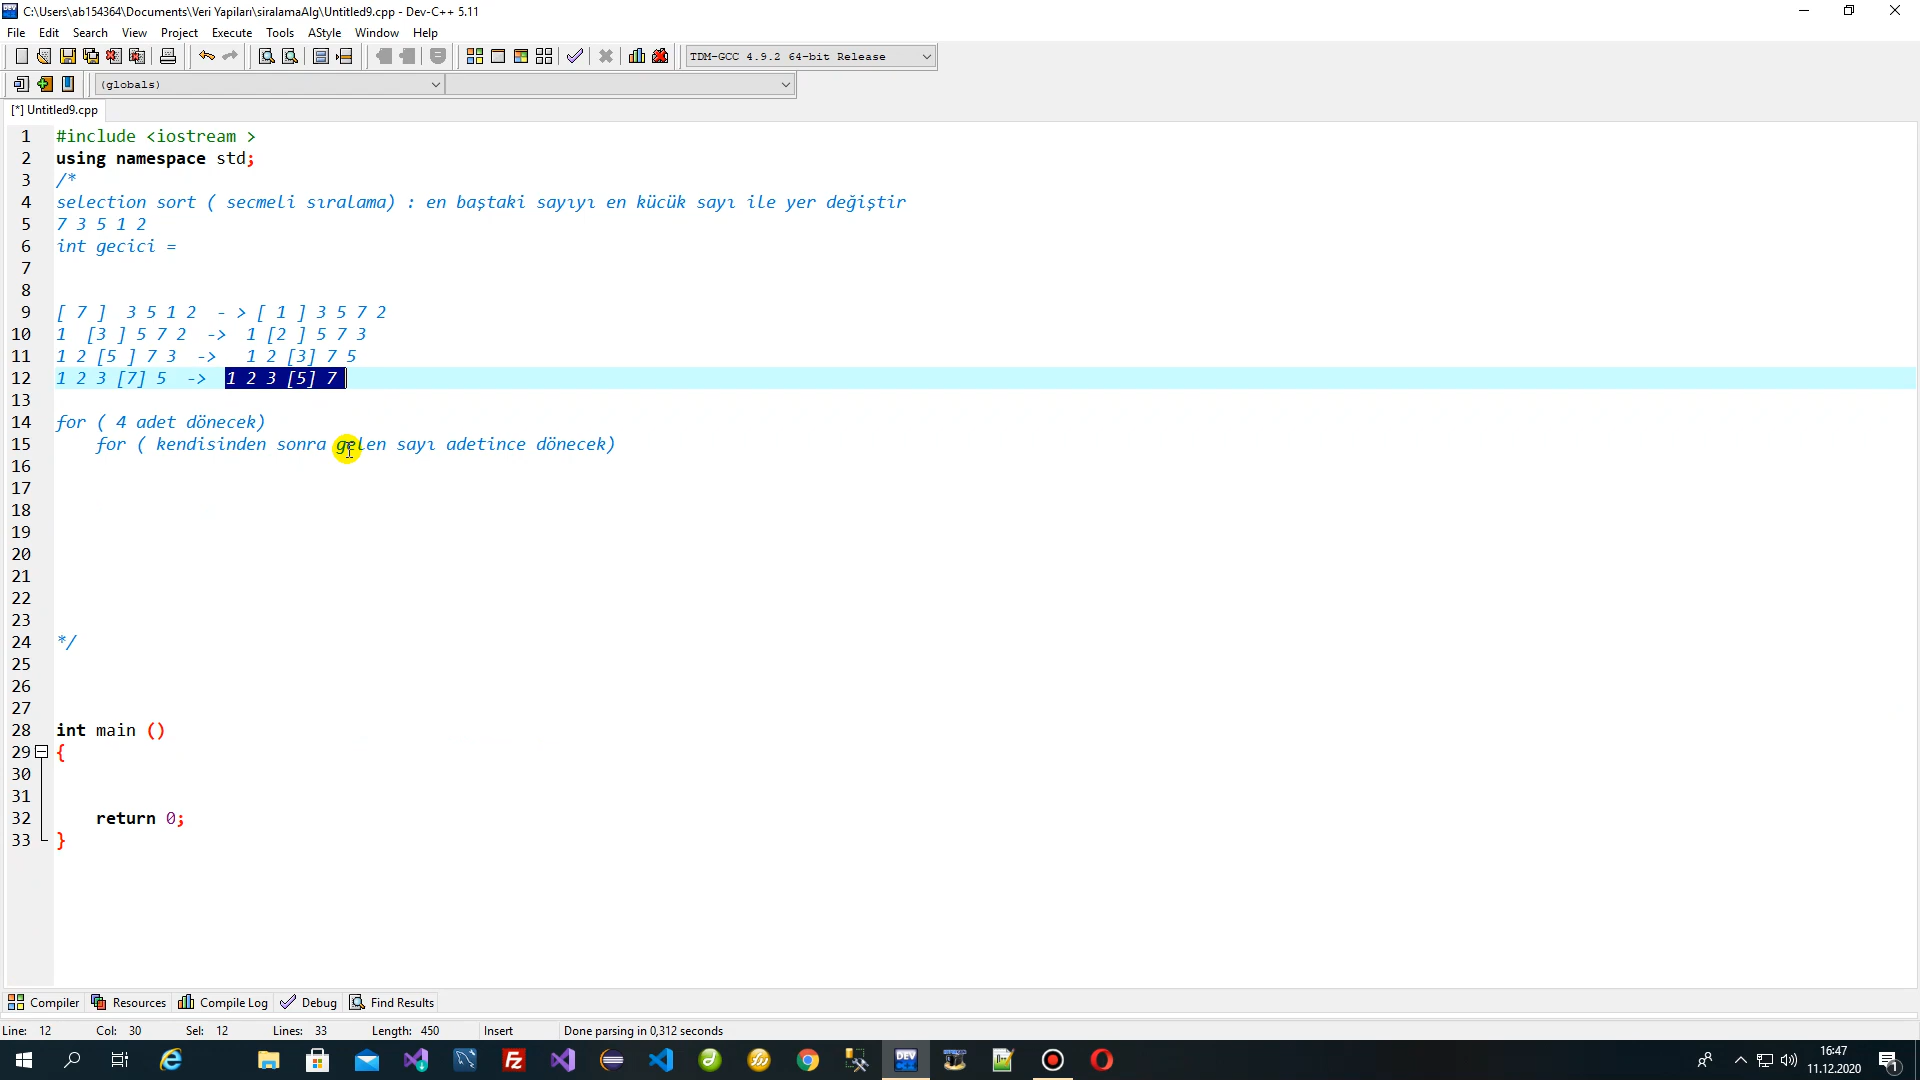 C:\Users\ab154364\Documents\Veri Yapıları\siralamaAlg\Untitled9.cpp - Dev-C++ 5.11
File Edit Search View Project Execute Tools AStyle Window Help
TDM-GCC 4.9.2 64-bit Release
(globals)
[*] Untitled9.cpp
1 #include <iostream >
2 using namespace std;
3 /*
4 selection sort ( secmeli sıralama) : en baştaki sayıyı en kücük sayı ile yer değiştir
5 7 3 5 1 2
6 int gecici =
7
8
9 [ 7 ]  3 5 1 2  - > [ 1 ] 3 5 7 2
10 1  [3 ] 5 7 2  ->  1 [2 ] 5 7 3
11 1 2 [5 ] 7 3  ->   1 2 [3] 7 5
12 1 2 3 [7] 5  ->  1 2 3 [5] 7
13
14 for ( 4 adet dönecek)
15     for ( kendisinden sonra gelen sayı adetince dönecek)
16
17
18
19
20
21
22
23
24 */
25
26
27
28 int main ()
29 {
30
31
32     return 0;
33 }
Compiler Resources Compile Log Debug Find Results
Line: 12 Col: 30 Sel: 12 Lines: 33 Length: 450 Insert Done parsing in 0,312 seconds
DEV
16:47
11.12.2020
1